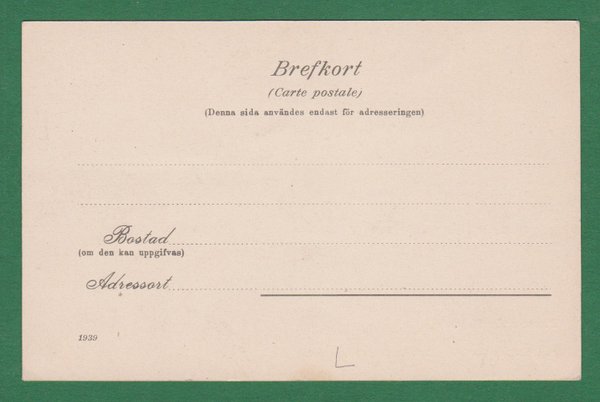 Brefkort
(Carte postale)
(Denna sida användes endast för adresseringen)
Bostad
(om den kan uppgifvas)
Adressort
1939
L